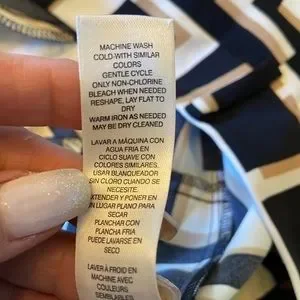 MACHINE WASH
COLD WITH SIMILAR
COLORS
GENTLE CYCLE
ONLY NON-CHLORINE
BLEACH WHEN NEEDED
RESHAPE, LAY FLAT TO
DRY
WARM IRON AS NEEDED
MAY BE DRY CLEANED
LAVAR A MÁQUINA CON
AGUA FRIA EN
CICLO SUAVE CON
COLORES SIMILARES.
USAR BLANQUEADOR
SIN CLORO CUANDO SE
NECESITE.
EXTENDER Y PONER EN
UN LUGAR PLANO PARA
SECAR
PLANCHAR CON
PLANCHA FRIA
PUEDE LAVARSE EN
SECO
LAVER À FROID EN
MACHINE AVEC
COULEURS
SEMBLABLES